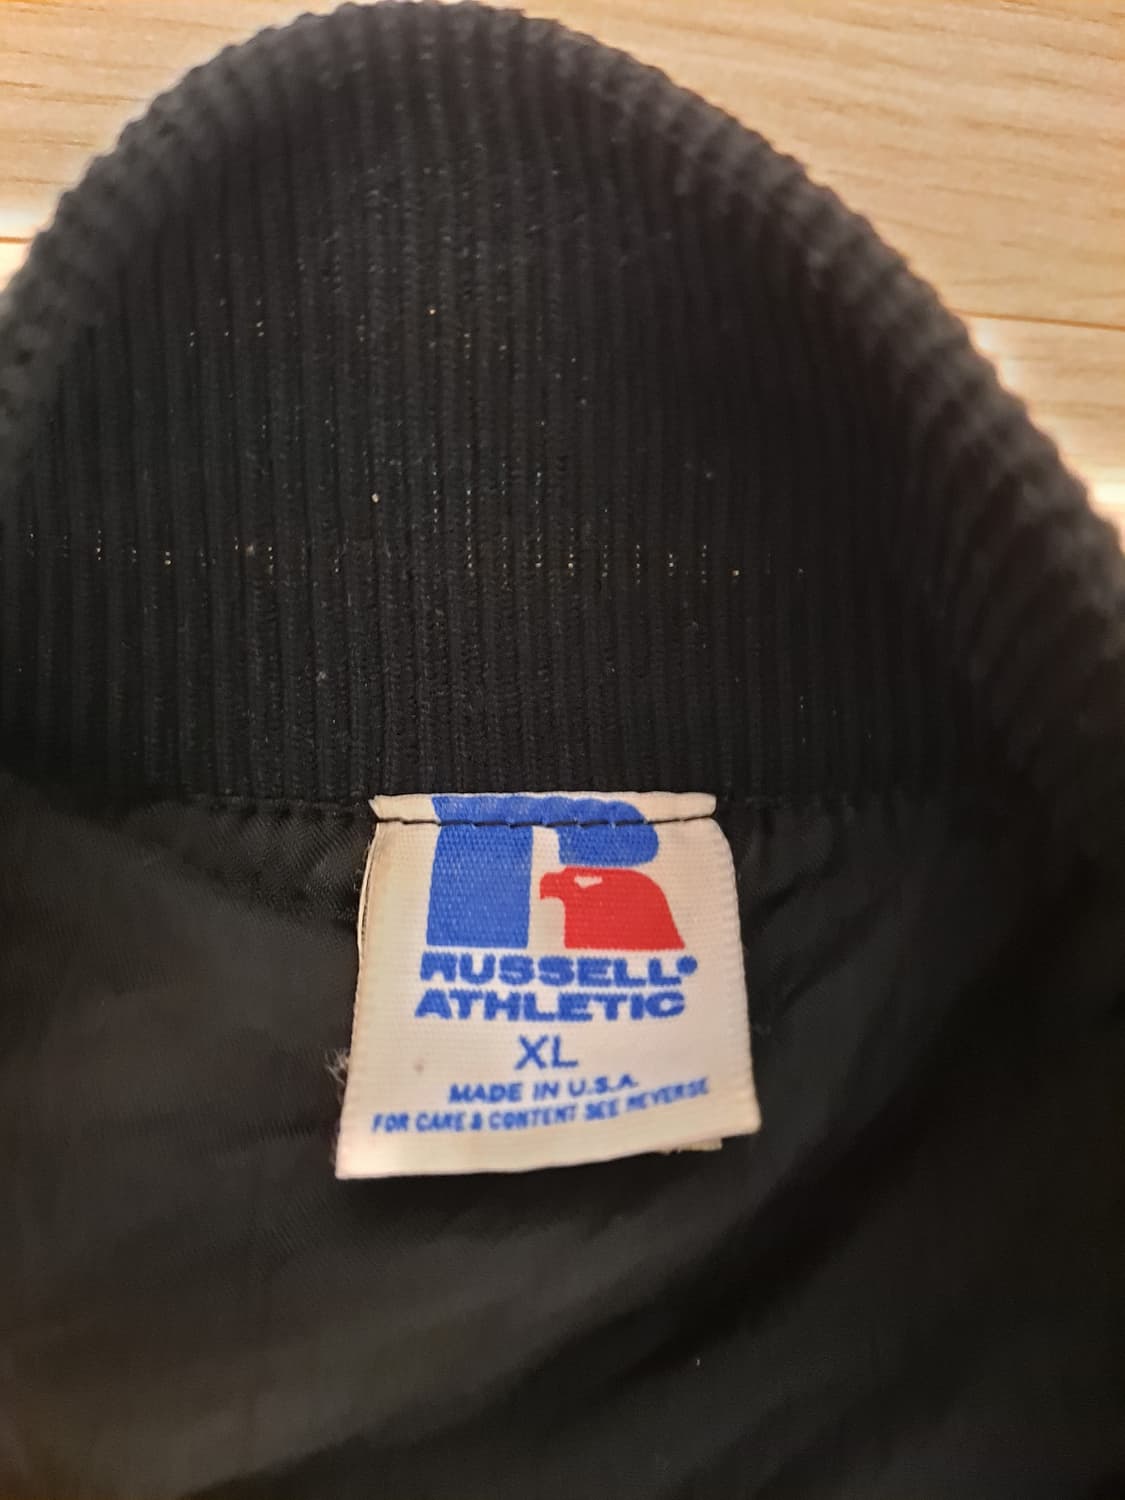 R
RUSSELL®
ATHLETIC
XL
MADE IN U.S.A.
FOR CARE & CONTENT SEE REVERSE